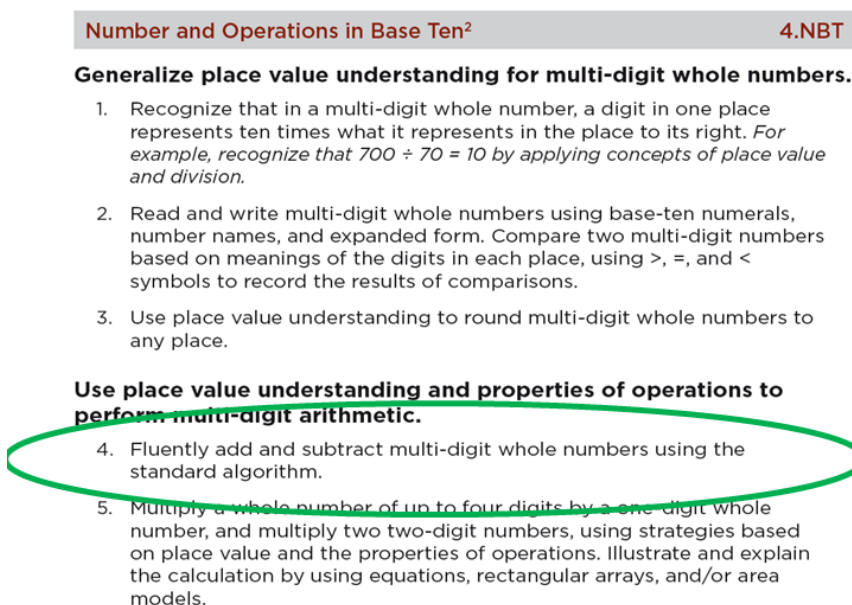 Number and Operations in Base Ten² 4.NBT
Generalize place value understanding for multi-digit whole numbers.
1. Recognize that in a multi-digit whole number, a digit in one place
represents ten times what it represents in the place to its right. For
example, recognize that 700 ÷ 70 = 10 by applying concepts of place value
and division.
2. Read and write multi-digit whole numbers using base-ten numerals,
number names, and expanded form. Compare two multi-digit numbers
based on meanings of the digits in each place, using >, =, and <
symbols to record the results of comparisons.
3. Use place value understanding to round multi-digit whole numbers to
any place.
Use place value understanding and properties of operations to
perform multi-digit arithmetic.
4. Fluently add and subtract multi-digit whole numbers using the
standard algorithm.
5. Multiply a whole number of up to four digits by a one-digit whole
number, and multiply two two-digit numbers, using strategies based
on place value and the properties of operations. Illustrate and explain
the calculation by using equations, rectangular arrays, and/or area
models.